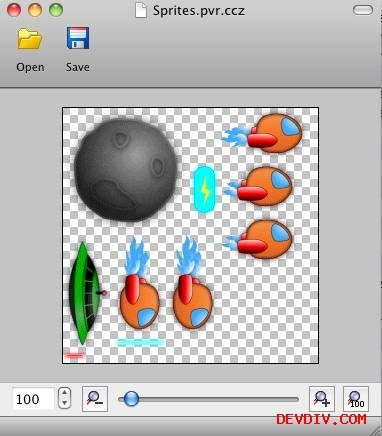 Sprites.pvr.ccz
Open Save
100
100
DEVDIV.COM